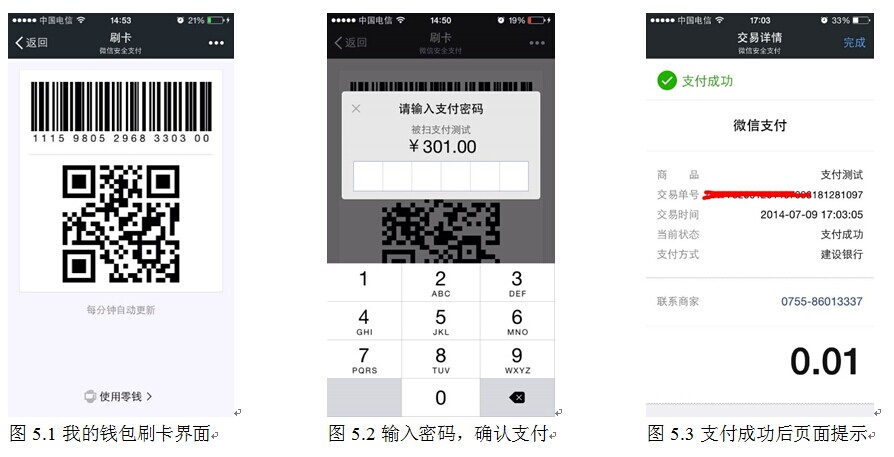 中国电信 14:53 21%
返回 刷卡
微信安全支付
1115 9805 2968 3303 00
每分钟自动更新
使用零钱
图 5.1 我的钱包刷卡界面
中国电信 14:50 19%
返回 刷卡
微信安全支付
请输入支付密码
被扫支付测试
￥301.00
1 2 3
ABC DEF
4 5 6
GHI JKL MNO
7 8 9
PQRS TUV WXYZ
0
图 5.2 输入密码，确认支付
中国电信 17:03 33%
交易详情 完成
微信安全支付
支付成功
微信支付
商 品 支付测试
交易单号 181281097
交易时间 2014-07-09 17:03:05
当前状态 支付成功
支付方式 建设银行
联系商家 0755-86013337
0.01
图 5.3 支付成功后页面提示